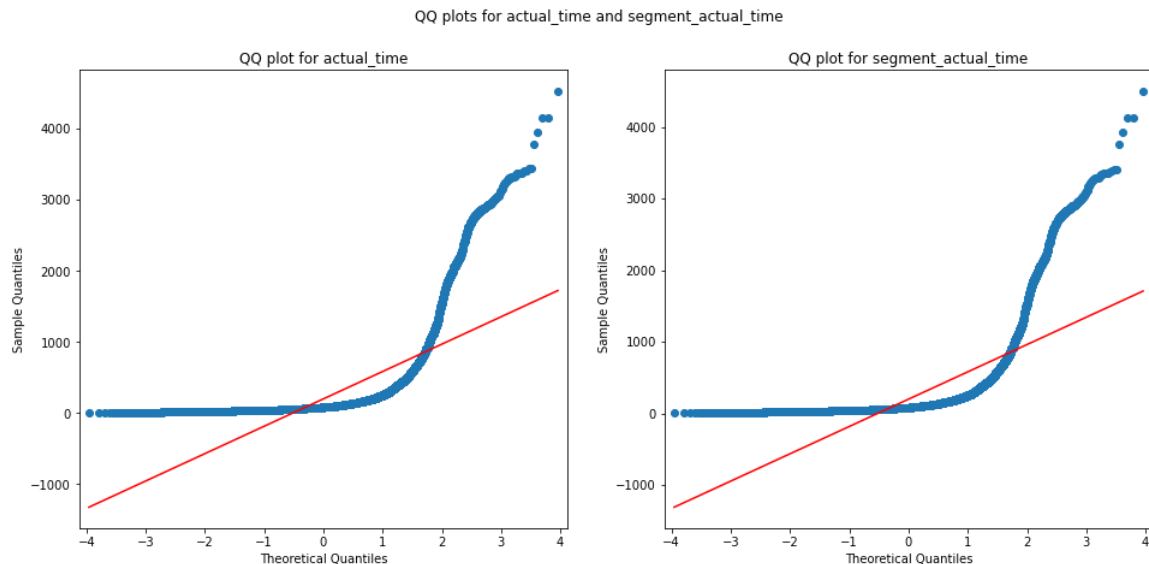 QQ plots for actual_time and segment_actual_time
QQ plot for actual_time
Sample Quantiles
4000
3000
2000
1000
0
−1000
−4 −3 −2 −1 0 1 2 3 4
Theoretical Quantiles
QQ plot for segment_actual_time
Sample Quantiles
4000
3000
2000
1000
0
−1000
−4 −3 −2 −1 0 1 2 3 4
Theoretical Quantiles